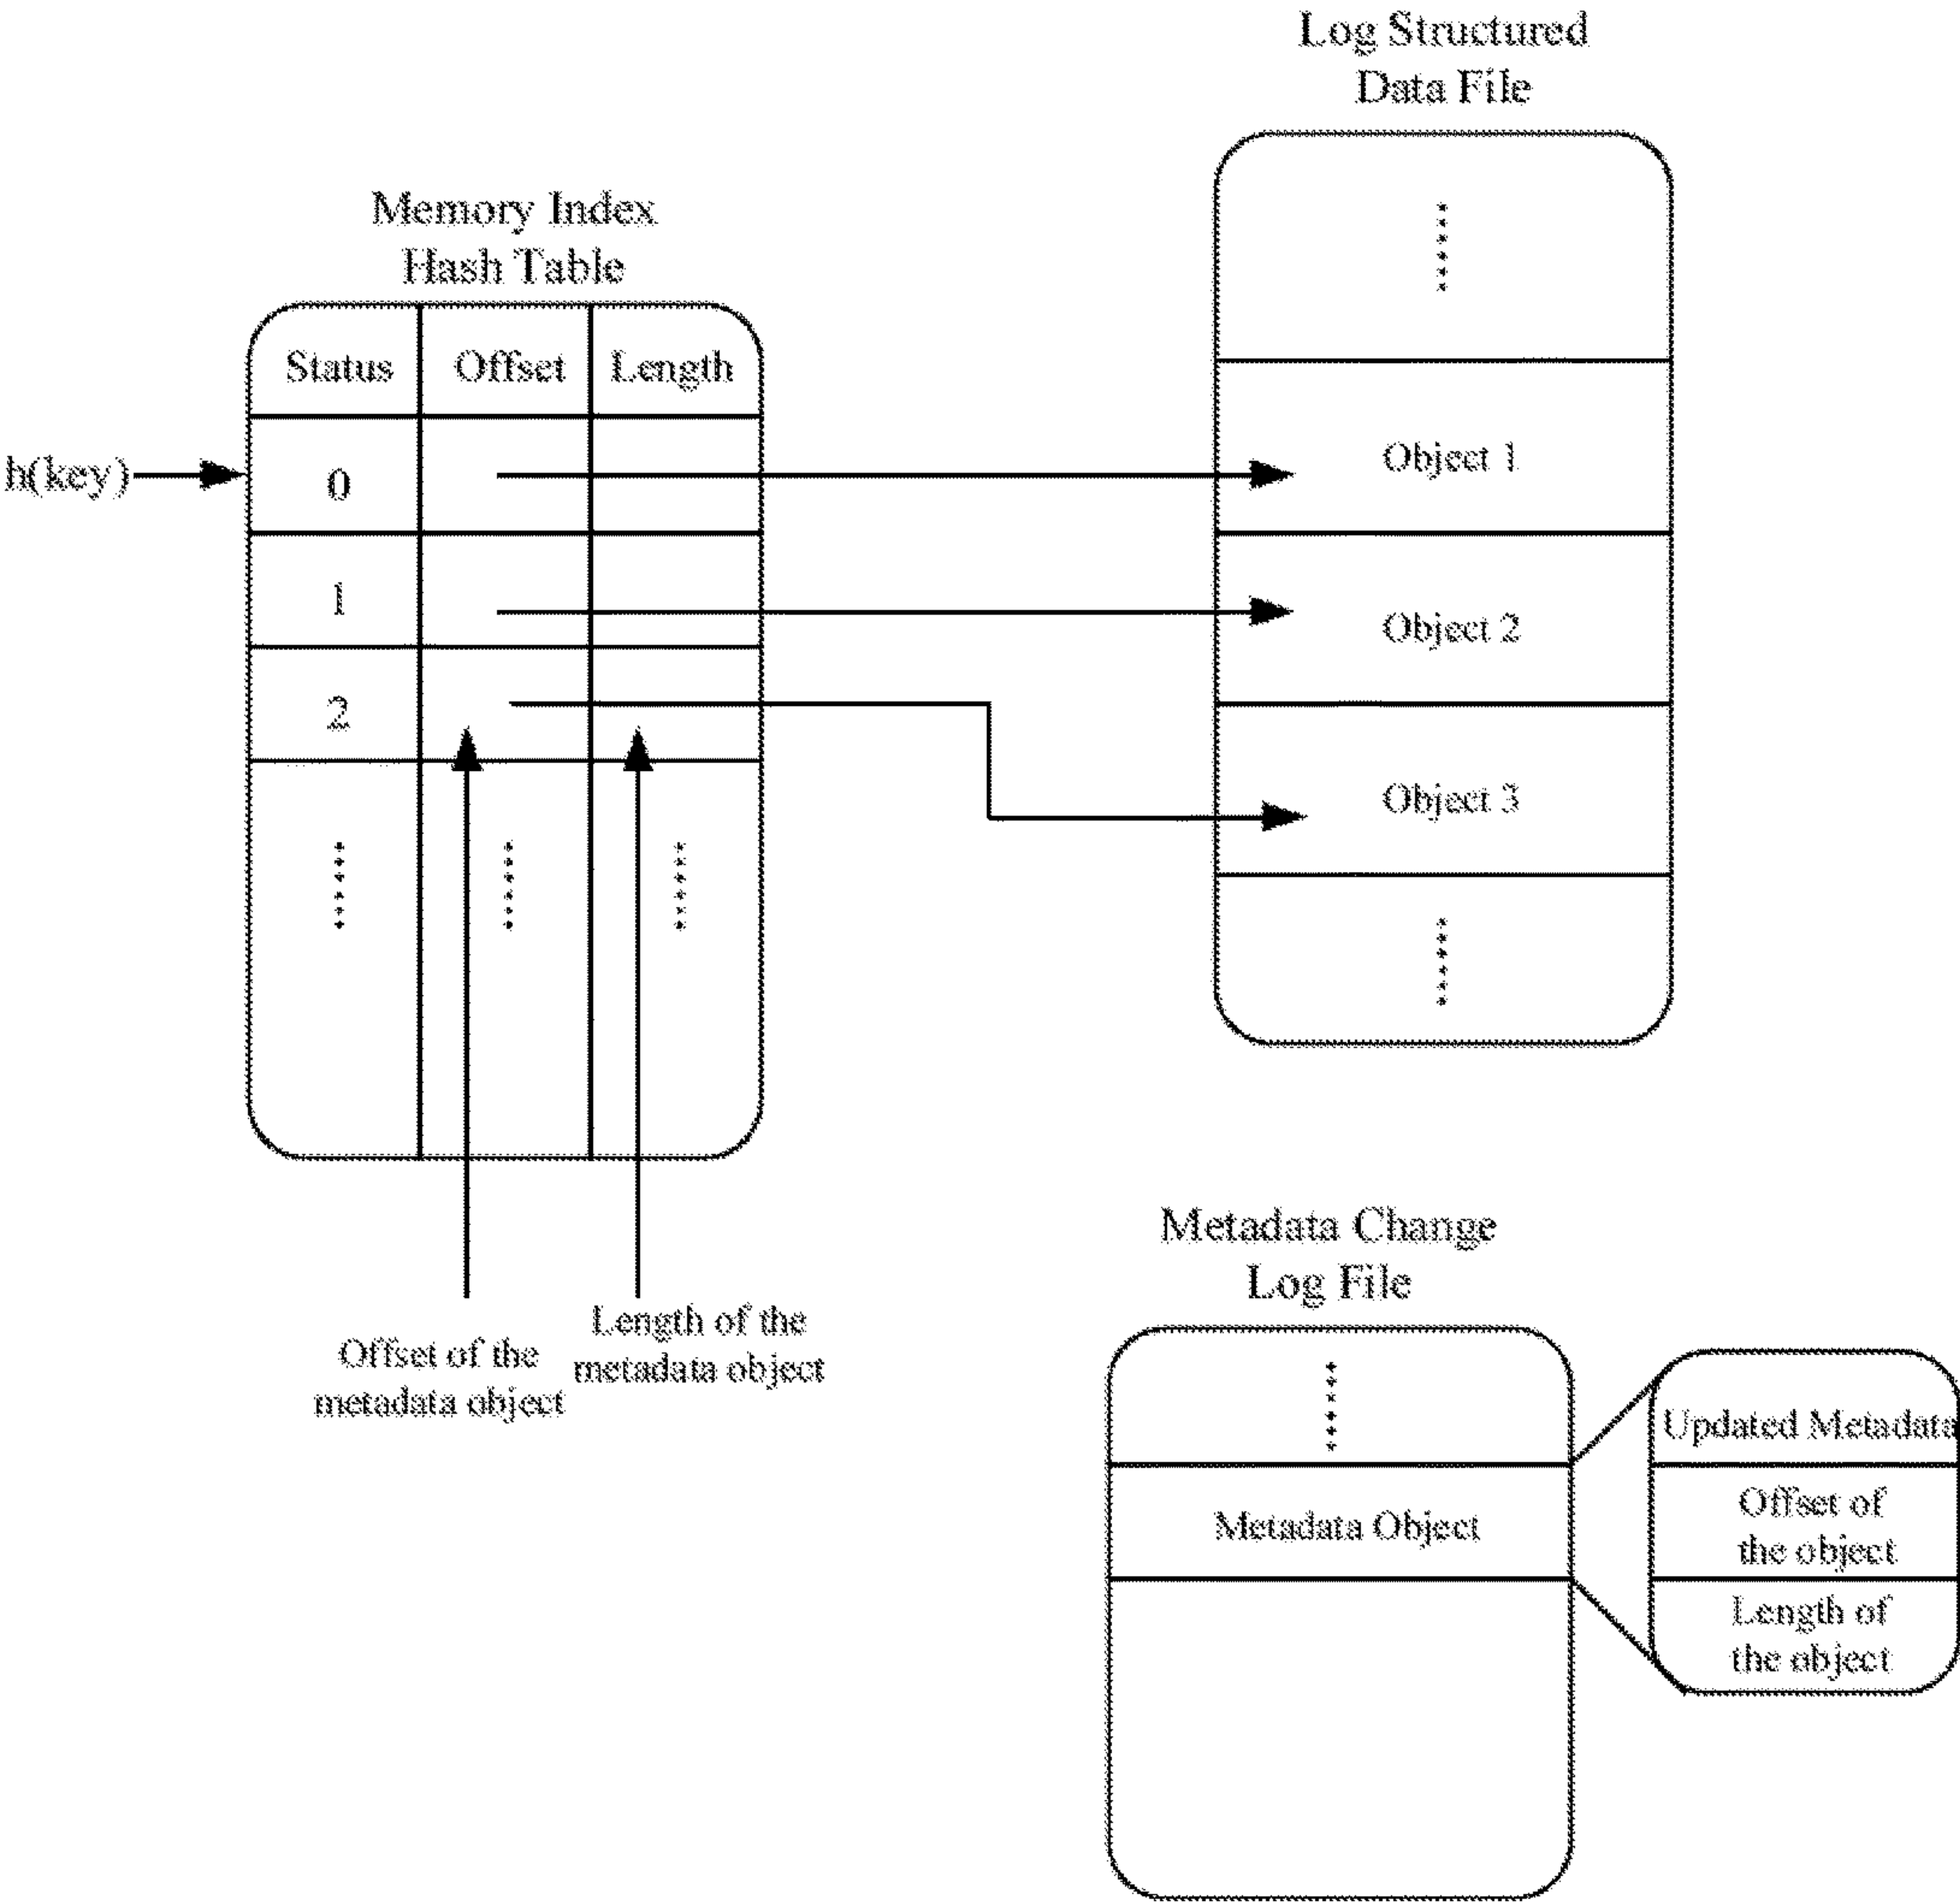 Log Structured
Data File
Memory Index
Hash Table
Status Offset Length
h(key)
0
Object 1
1
Object 2
2
Object 3
Metadata Change
Log File
Length of the
metadata object
Offset of the
metadata object
Updated Metadata
Metadata Object
Offset of
the object
Length of
the object